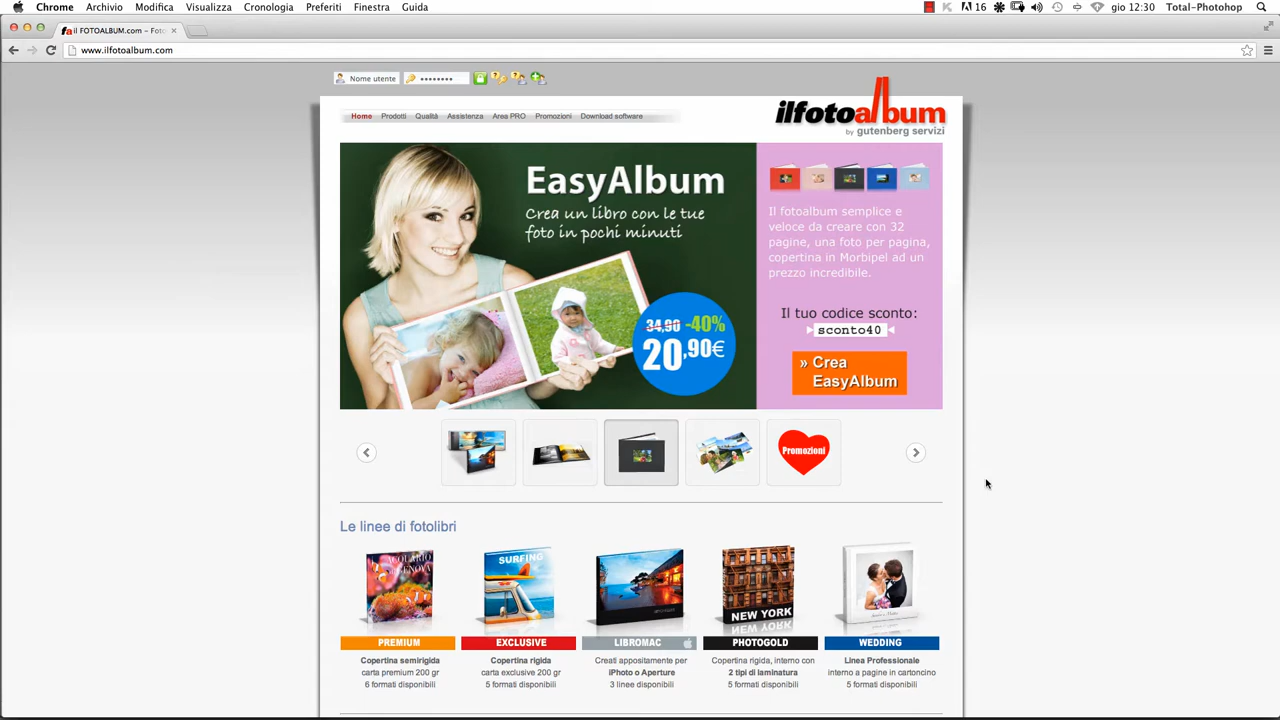 Chrome Archivio Modifica Visualizza Cronologia Preferiti Finestra Guida 16 gio 12:30 Total-Photohop
il FOTOALBUM.com – Foto
www.ilfotoalbum.com
Nome utente ••••••••
Home Prodotti Qualità Assistenza Area PRO Promozioni Download software
ilfotoalbum
by gutenberg servizi
EasyAlbum
Crea un libro con le tue
foto in pochi minuti
34,90 -40%
20,90€
Il fotoalbum semplice e
veloce da creare con 32
pagine, una foto per pagina,
copertina in Morbipel ad un
prezzo incredibile.
Il tuo codice sconto:
sconto40
» Crea
EasyAlbum
Promozioni
Le linee di fotolibri
ACQUARIO
SURFING
NEW YORK
PREMIUM EXCLUSIVE LIBROMAC PHOTOGOLD WEDDING
Copertina semirigida Copertina rigida Creati appositamente per Copertina rigida, interno con Linea Professionale
carta premium 200 gr carta exclusive 200 gr iPhoto o Aperture 2 tipi di laminatura interno a pagine in cartoncino
6 formati disponibili 5 formati disponibili 3 linee disponibili 5 formati disponibili 5 formati disponibili